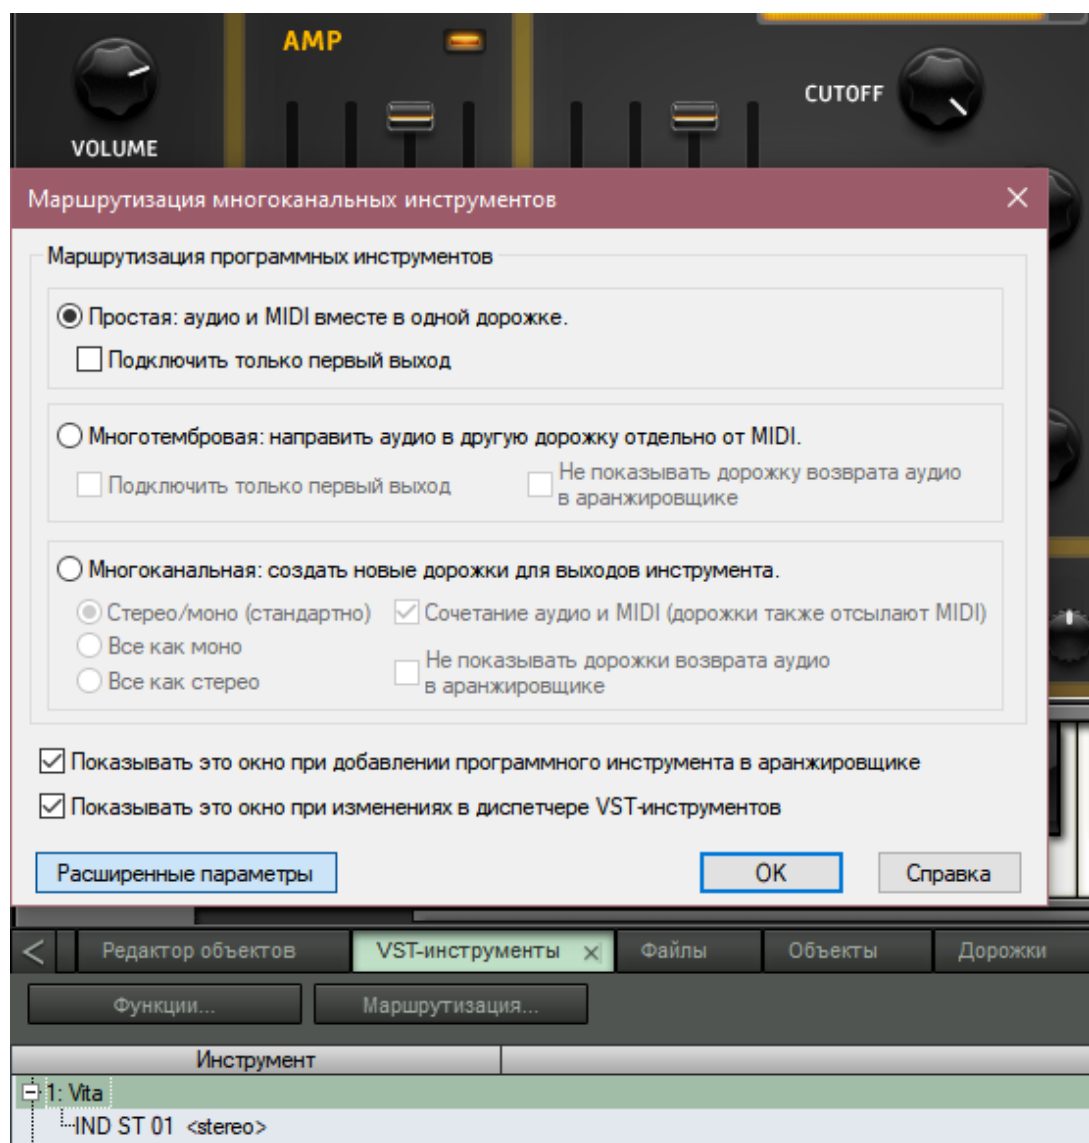 AMP
CUTOFF
VOLUME
Маршрутизация многоканальных инструментов
Маршрутизация программных инструментов
Простая: аудио и MIDI вместе в одной дорожке.
Подключить только первый выход
Многотембровая: направить аудио в другую дорожку отдельно от MIDI.
Подключить только первый выход
Не показывать дорожку возврата аудио
в аранжировщике
Многоканальная: создать новые дорожки для выходов инструмента.
Стерео/моно (стандартно)
Сочетание аудио и MIDI (дорожки также отсылают MIDI)
Все как моно
Не показывать дорожки возврата аудио
в аранжировщике
Все как стерео
Показывать это окно при добавлении программного инструмента в аранжировщике
Показывать это окно при изменениях в диспетчере VST-инструментов
Расширенные параметры
OK
Справка
Редактор объектов
VST-инструменты
Файлы
Объекты
Дорожки
Функции...
Маршрутизация...
Инструмент
1: Vita
IND ST 01 <stereo>